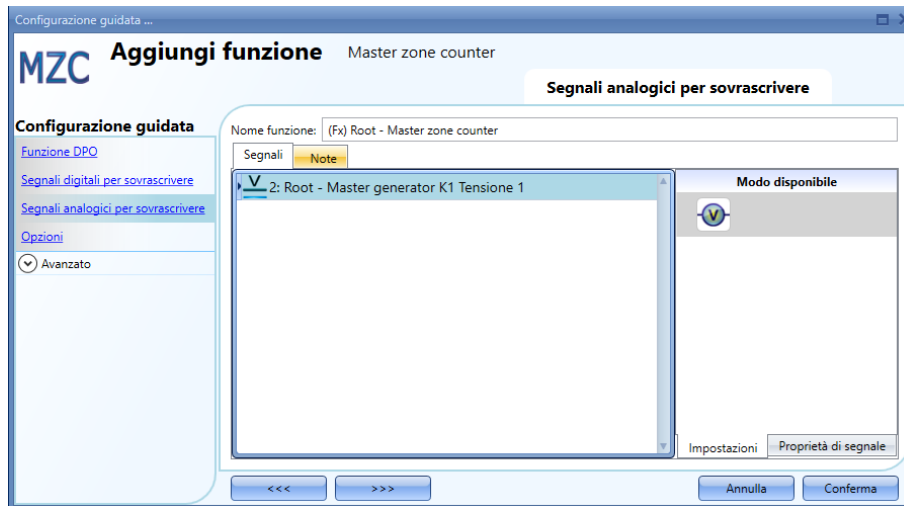 Configurazione guidata ...
MZC
Aggiungi funzione
Master zone counter
Segnali analogici per sovrascrivere
Configurazione guidata
Funzione DPO
Segnali digitali per sovrascrivere
Segnali analogici per sovrascrivere
Opzioni
Avanzato
Nome funzione: (Fx) Root - Master zone counter
Segnali Note
V 2: Root - Master generator K1 Tensione 1
Modo disponibile
V
Impostazioni Proprietà di segnale
<<< >>> Annulla Conferma